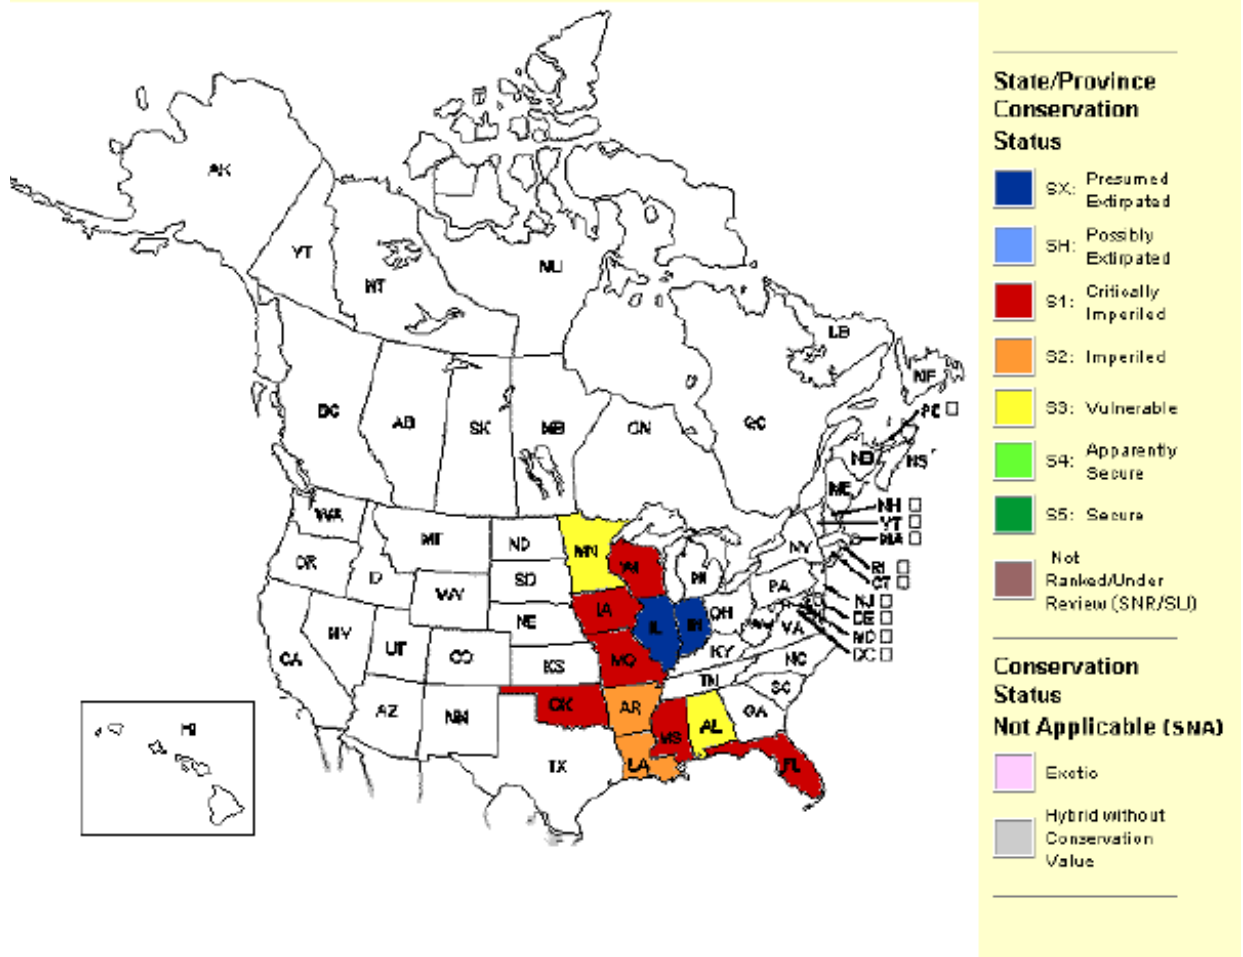 AK
YT
NT
NU
LB
NF
PE
BC
AB
SK
MB
ON
QC
NB
NS
ME
NH
VT
MA
WA
MT
ND
MN
WI
MI
NY
RI
CT
OR
ID
SD
WY
IA
PA
NJ
DE
MD
DC
NE
IL
IN
OH
VA
NV
UT
CO
KS
MO
KY
NC
CA
TN
SC
AZ
NM
OK
AR
MS
AL
GA
HI
TX
LA
FL
State/Province
Conservation
Status
SX: Presumed
Extirpated
SH: Possibly
Extirpated
S1: Critically
Imperiled
S2: Imperiled
S3: Vulnerable
S4: Apparently
Secure
S5: Secure
Not
Ranked/Under
Review (SNR/SU)
Conservation
Status
Not Applicable (SNA)
Exotic
Hybrid without
Conservation
Value